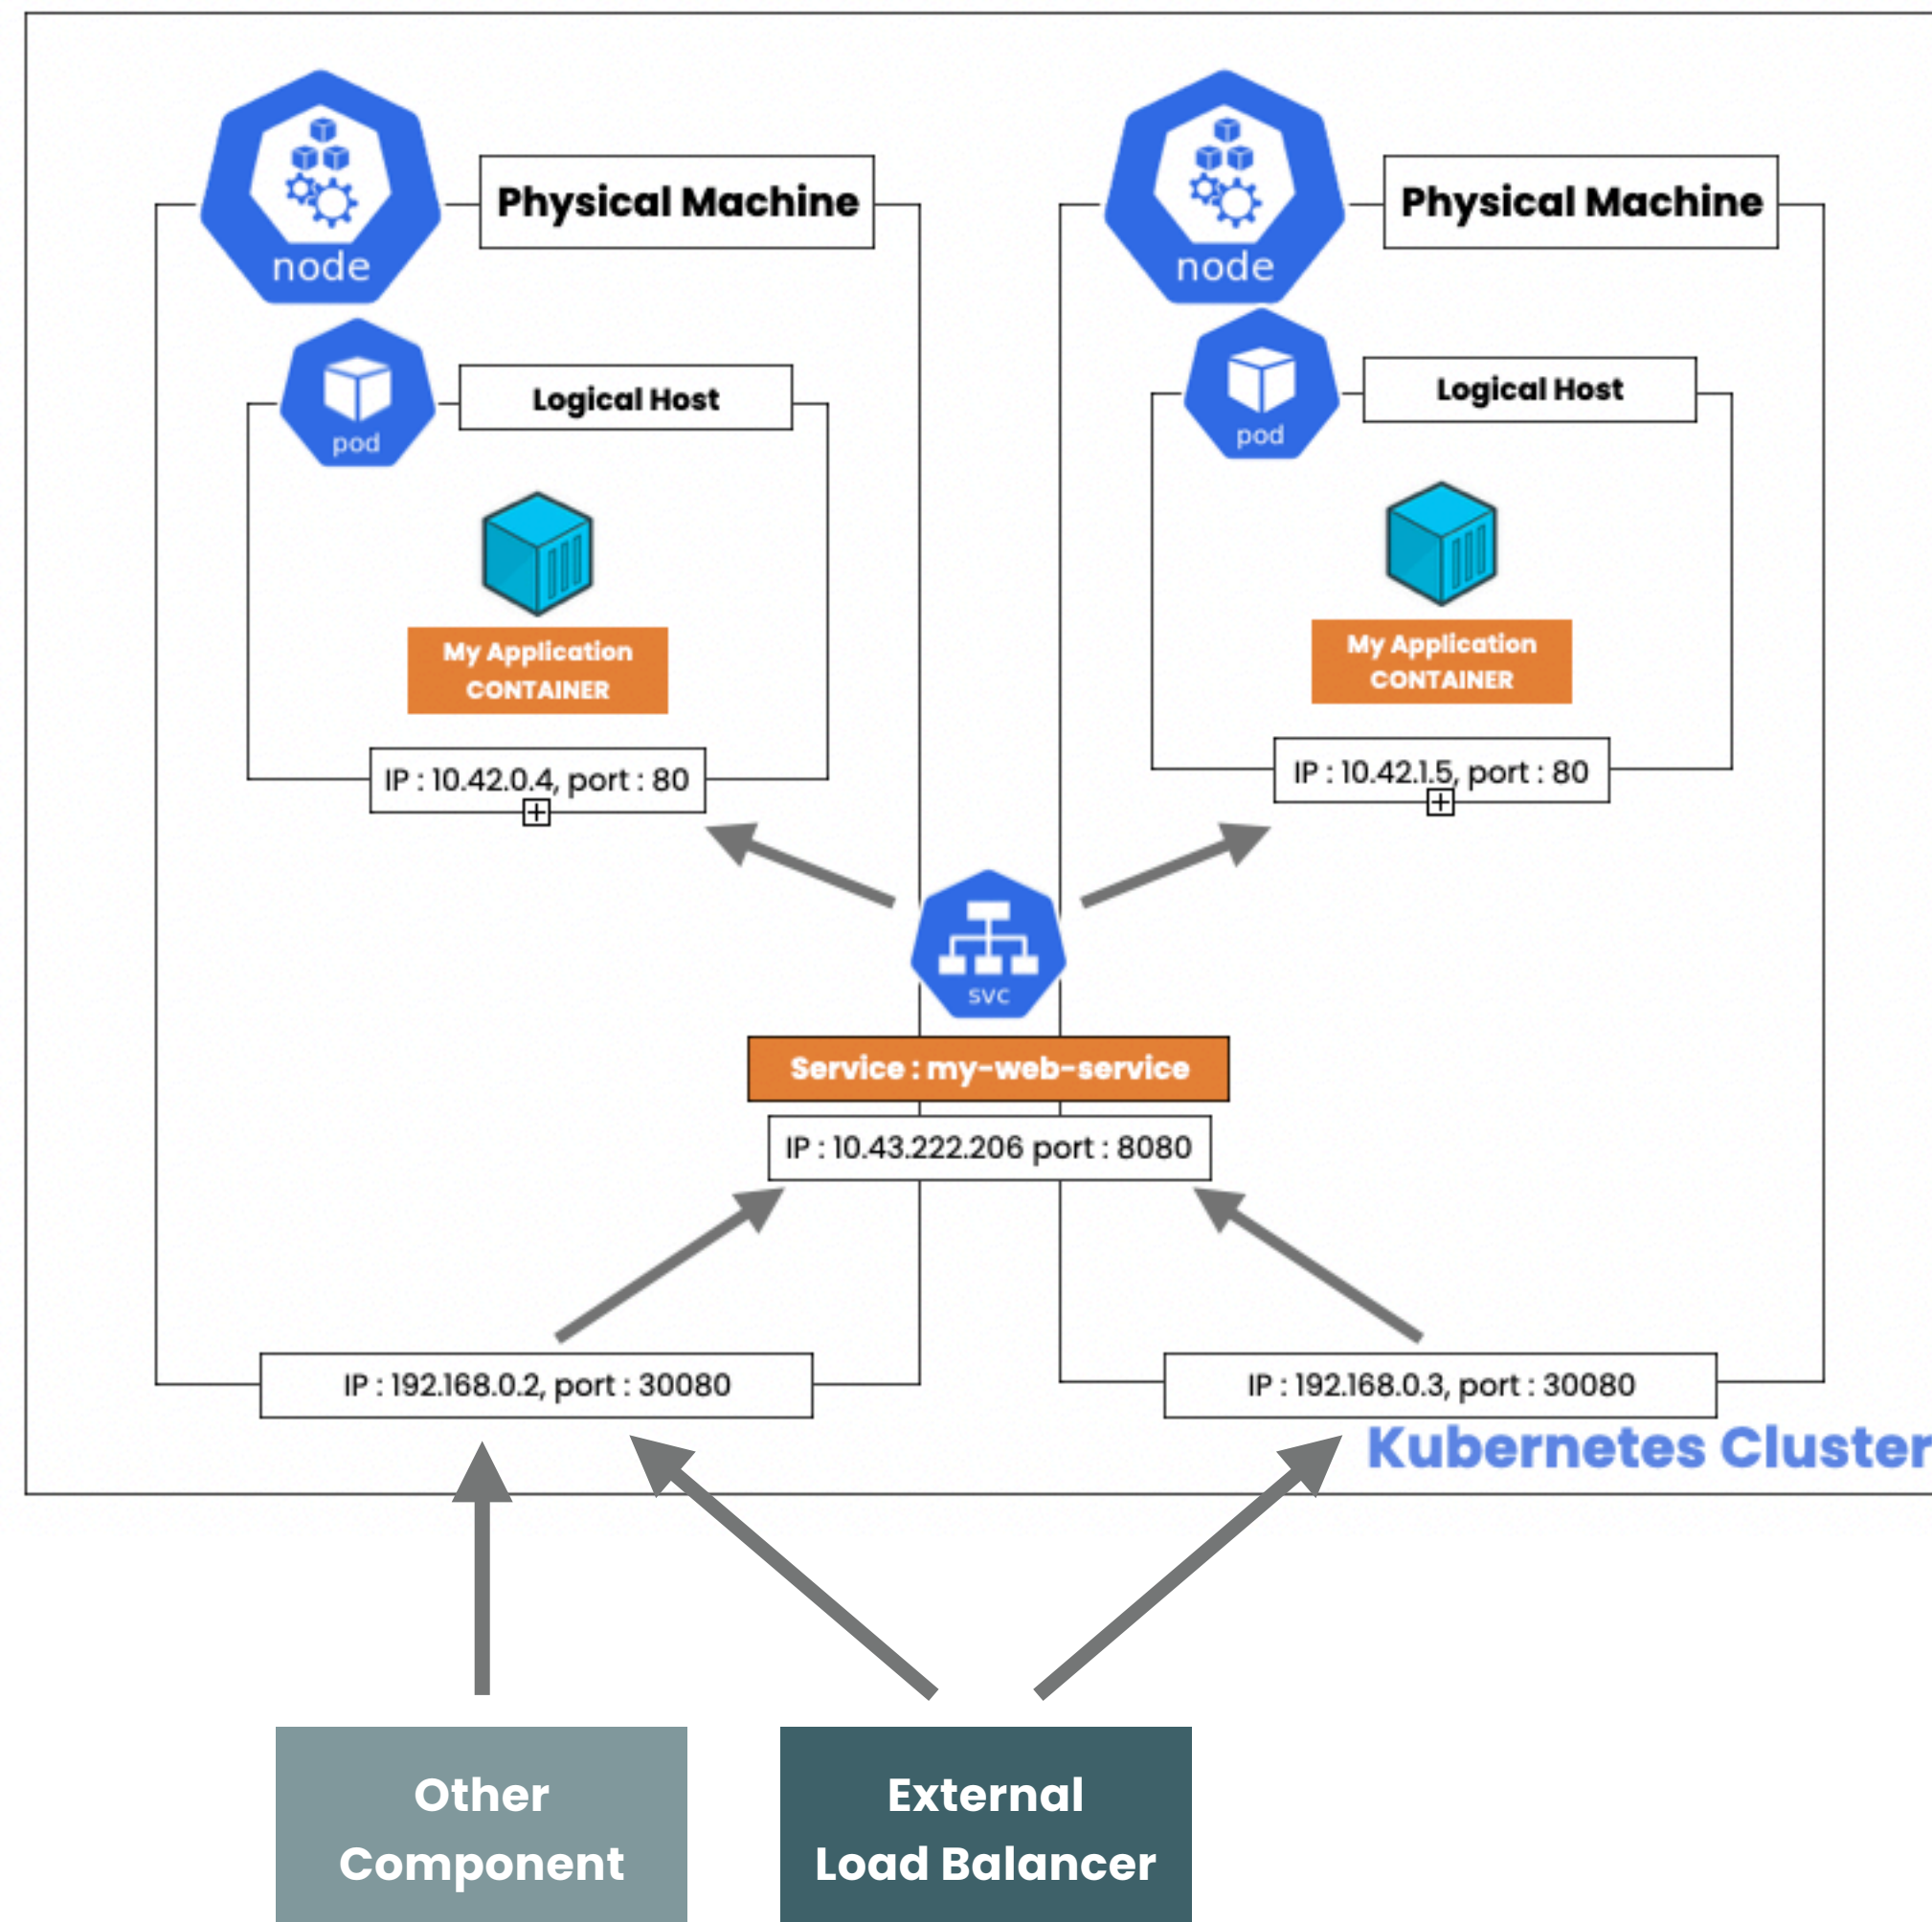 node
Physical Machine
node
Physical Machine
pod
Logical Host
pod
Logical Host
My Application
CONTAINER
My Application
CONTAINER
IP : 10.42.0.4, port : 80
IP : 10.42.1.5, port : 80
svc
Service : my-web-service
IP : 10.43.222.206 port : 8080
IP : 192.168.0.2, port : 30080
IP : 192.168.0.3, port : 30080
Kubernetes Cluster
Other
Component
External
Load Balancer